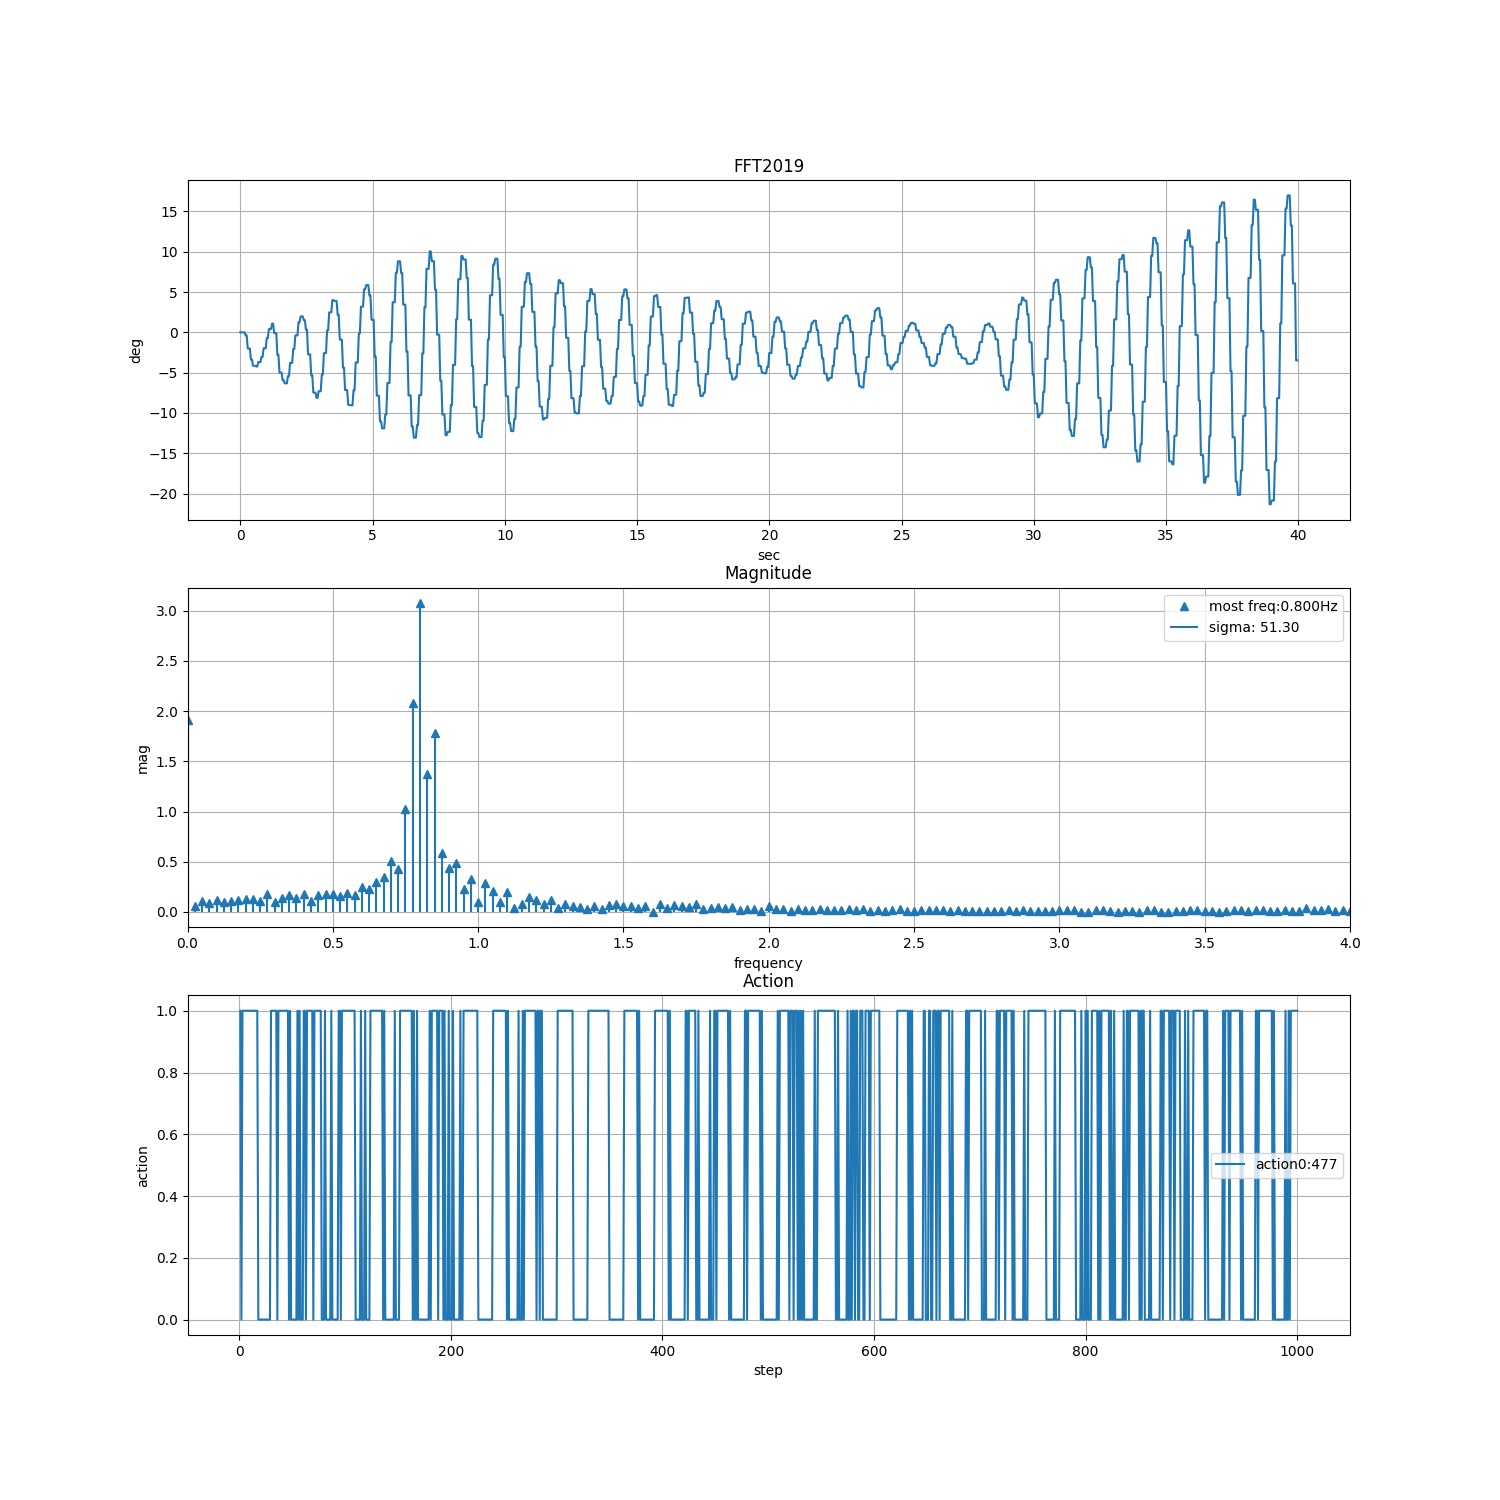 FFT2019
15
10
5
0
−5
−10
−15
−20
deg
0 5 10 15 20 25 30 35 40
sec
Magnitude
3.0
2.5
2.0
1.5
1.0
0.5
0.0
mag
most freq:0.800Hz
sigma: 51.30
0.0 0.5 1.0 1.5 2.0 2.5 3.0 3.5 4.0
frequency
Action
1.0
0.8
0.6
0.4
0.2
0.0
action
action0:477
0 200 400 600 800 1000
step